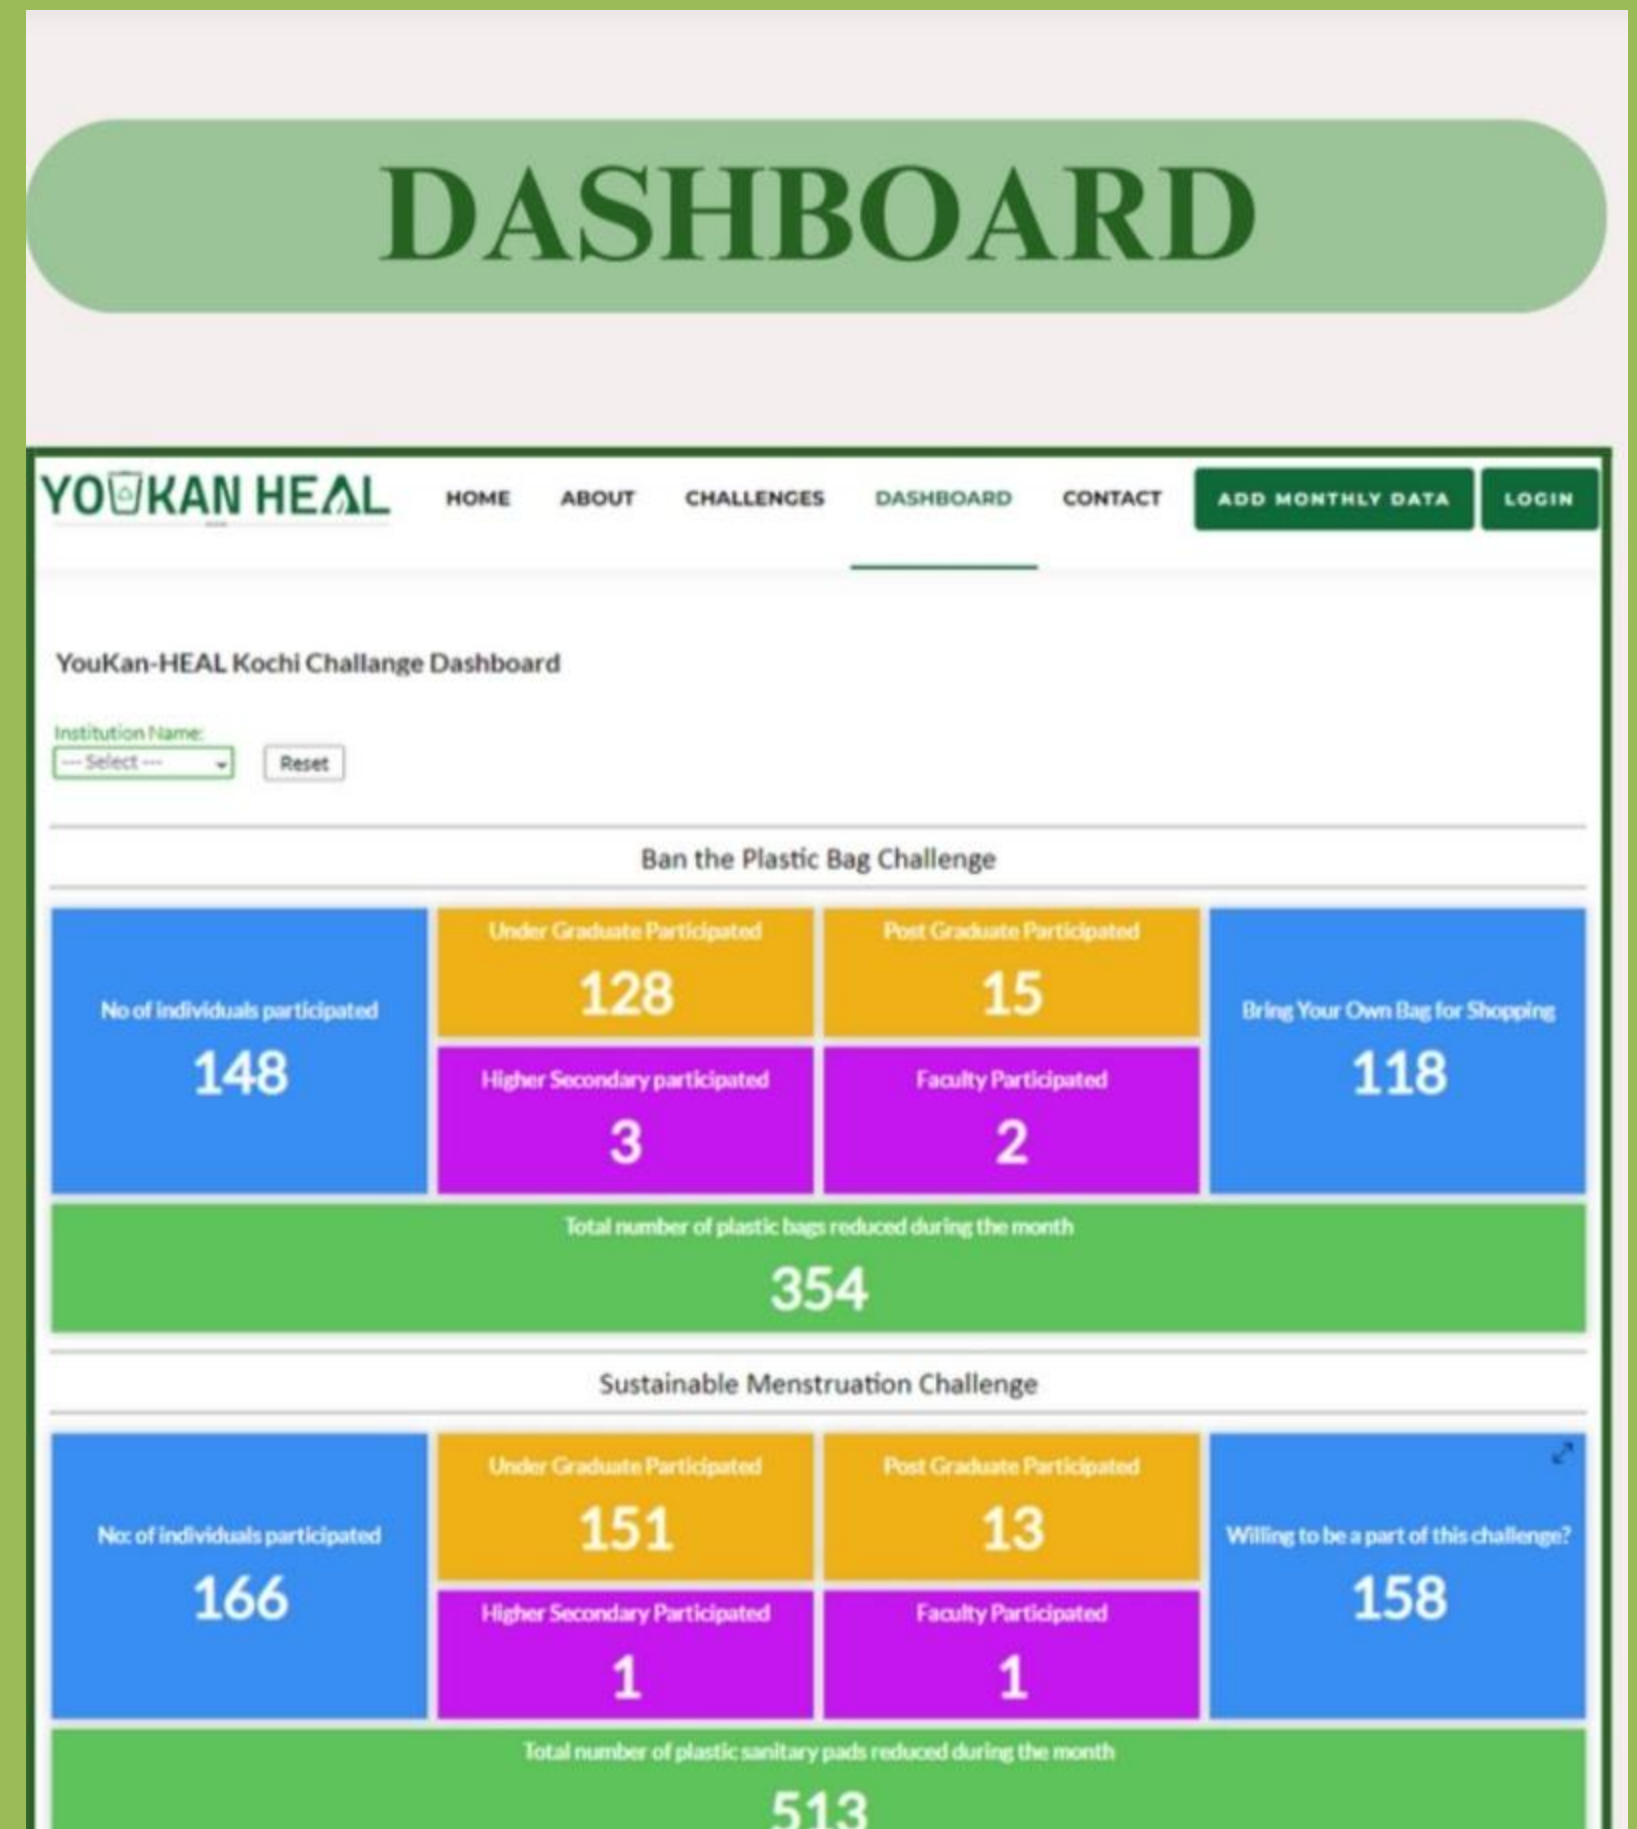 DASHBOARD
YOUKAN HEAL HOME ABOUT CHALLENGES DASHBOARD CONTACT ADD MONTHLY DATA LOGIN
YouKan-HEAL Kochi Challange Dashboard
Institution Name:
--- Select --- Reset
Ban the Plastic Bag Challenge
No of individuals participated
148
Under Graduate Participated
128
Post Graduate Participated
15
Higher Secondary participated
3
Faculty Participated
2
Bring Your Own Bag for Shopping
118
Total number of plastic bags reduced during the month
354
Sustainable Menstruation Challenge
No: of individuals participated
166
Under Graduate Participated
151
Post Graduate Participated
13
Higher Secondary Participated
1
Faculty Participated
1
Willing to be a part of this challenge?
158
Total number of plastic sanitary pads reduced during the month
513